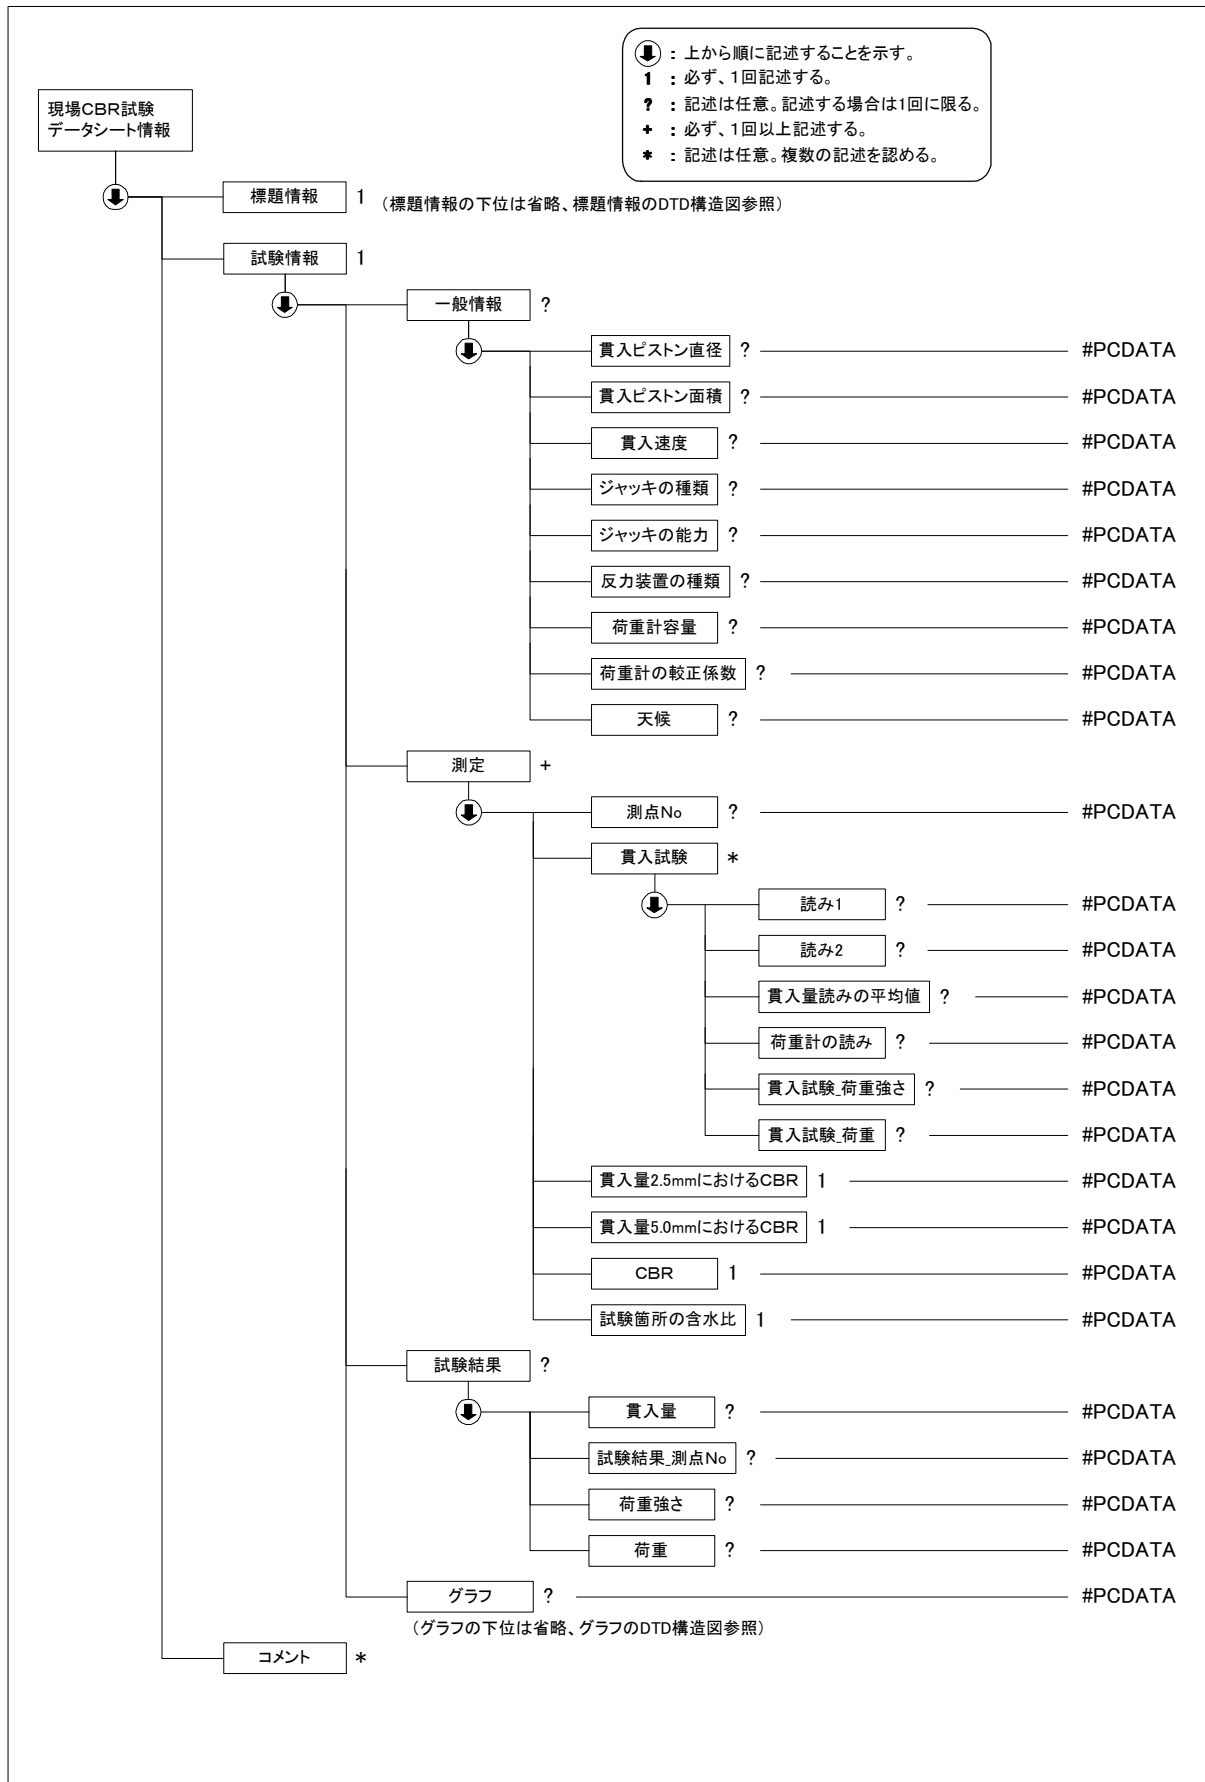 ⬇ : 上から順に記述することを示す。
1 : 必ず、1回記述する。
? : 記述は任意。記述する場合は1回に限る。
+ : 必ず、1回以上記述する。
* : 記述は任意。複数の記述を認める。
現場CBR試験
データシート情報
標題情報 1 (標題情報の下位は省略、標題情報のDTD構造図参照)
試験情報 1
一般情報 ?
貫入ピストン直径 ? #PCDATA
貫入ピストン面積 ? #PCDATA
貫入速度 ? #PCDATA
ジャッキの種類 ? #PCDATA
ジャッキの能力 ? #PCDATA
反力装置の種類 ? #PCDATA
荷重計容量 ? #PCDATA
荷重計の較正係数 ? #PCDATA
天候 ? #PCDATA
測定 +
測点No ? #PCDATA
貫入試験 *
読み1 ? #PCDATA
読み2 ? #PCDATA
貫入量読みの平均値 ? #PCDATA
荷重計の読み ? #PCDATA
貫入試験_荷重強さ ? #PCDATA
貫入試験_荷重 ? #PCDATA
貫入量2.5mmにおけるCBR 1 #PCDATA
貫入量5.0mmにおけるCBR 1 #PCDATA
CBR 1 #PCDATA
試験箇所の含水比 1 #PCDATA
試験結果 ?
貫入量 ? #PCDATA
試験結果_測点No ? #PCDATA
荷重強さ ? #PCDATA
荷重 ? #PCDATA
グラフ ? #PCDATA
(グラフの下位は省略、グラフのDTD構造図参照)
コメント *